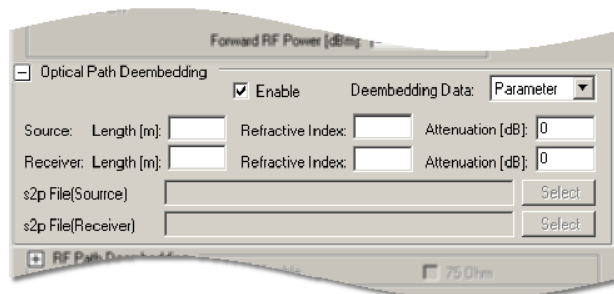 Forward RF Power [dBm]:
Optical Path Deembedding
Enable Deembedding Data: Parameter
Source: Length [m]: Refractive Index: Attenuation [dB]: 0
Receiver: Length [m]: Refractive Index: Attenuation [dB]: 0
s2p File(Sourrce) Select
s2p File(Receiver) Select
RF Path Deembedding
75 Ohm